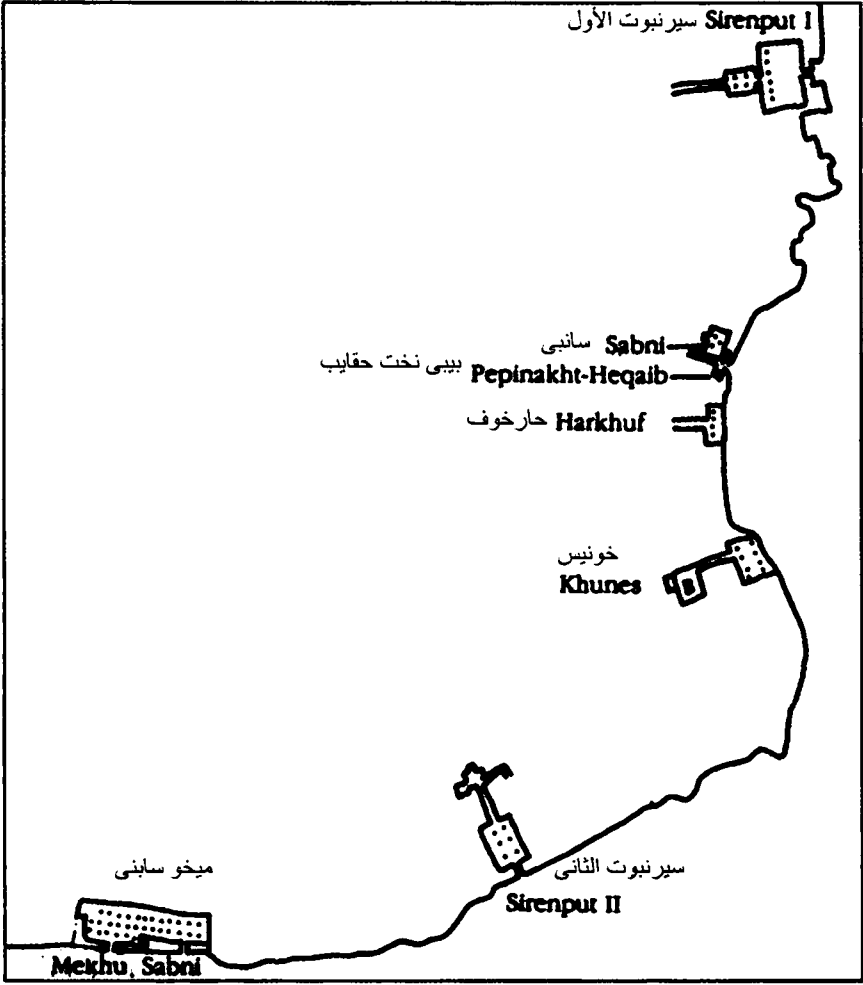 سيرنبوت الأول Sirenput I
سانبى Sabni
بيبى نخت حقايب Pepinakht-Heqaib
حارخوف Harkhuf
خونيس
Khunes
سيرنبوت الثانى
Sirenput II
ميخو سابنى
Mekhu, Sabni